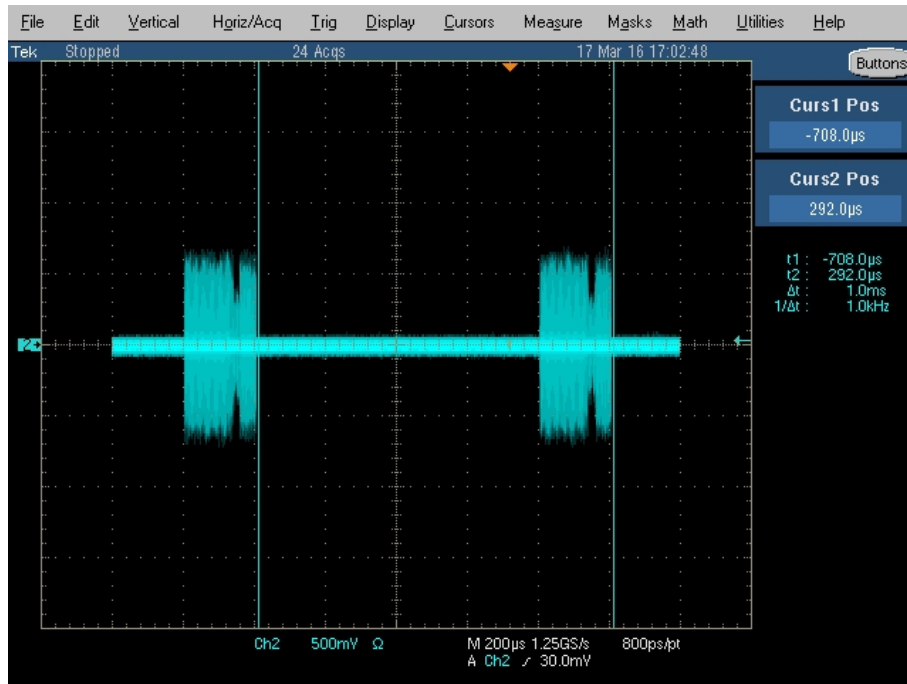 File Edit Vertical Horiz/Acq Trig Display Cursors Measure Masks Math Utilities Help
Tek Stopped 24 Acqs 17 Mar 16 17:02:48
Buttons
Curs1 Pos
-708.0µs
Curs2 Pos
292.0µs
t1 : -708.0µs
t2 : 292.0µs
Δt : 1.0ms
1/Δt : 1.0kHz
2
Ch2 500mV Ω M 200µs 1.25GS/s 800ps/pt
A Ch2 ⁄ 30.0mV